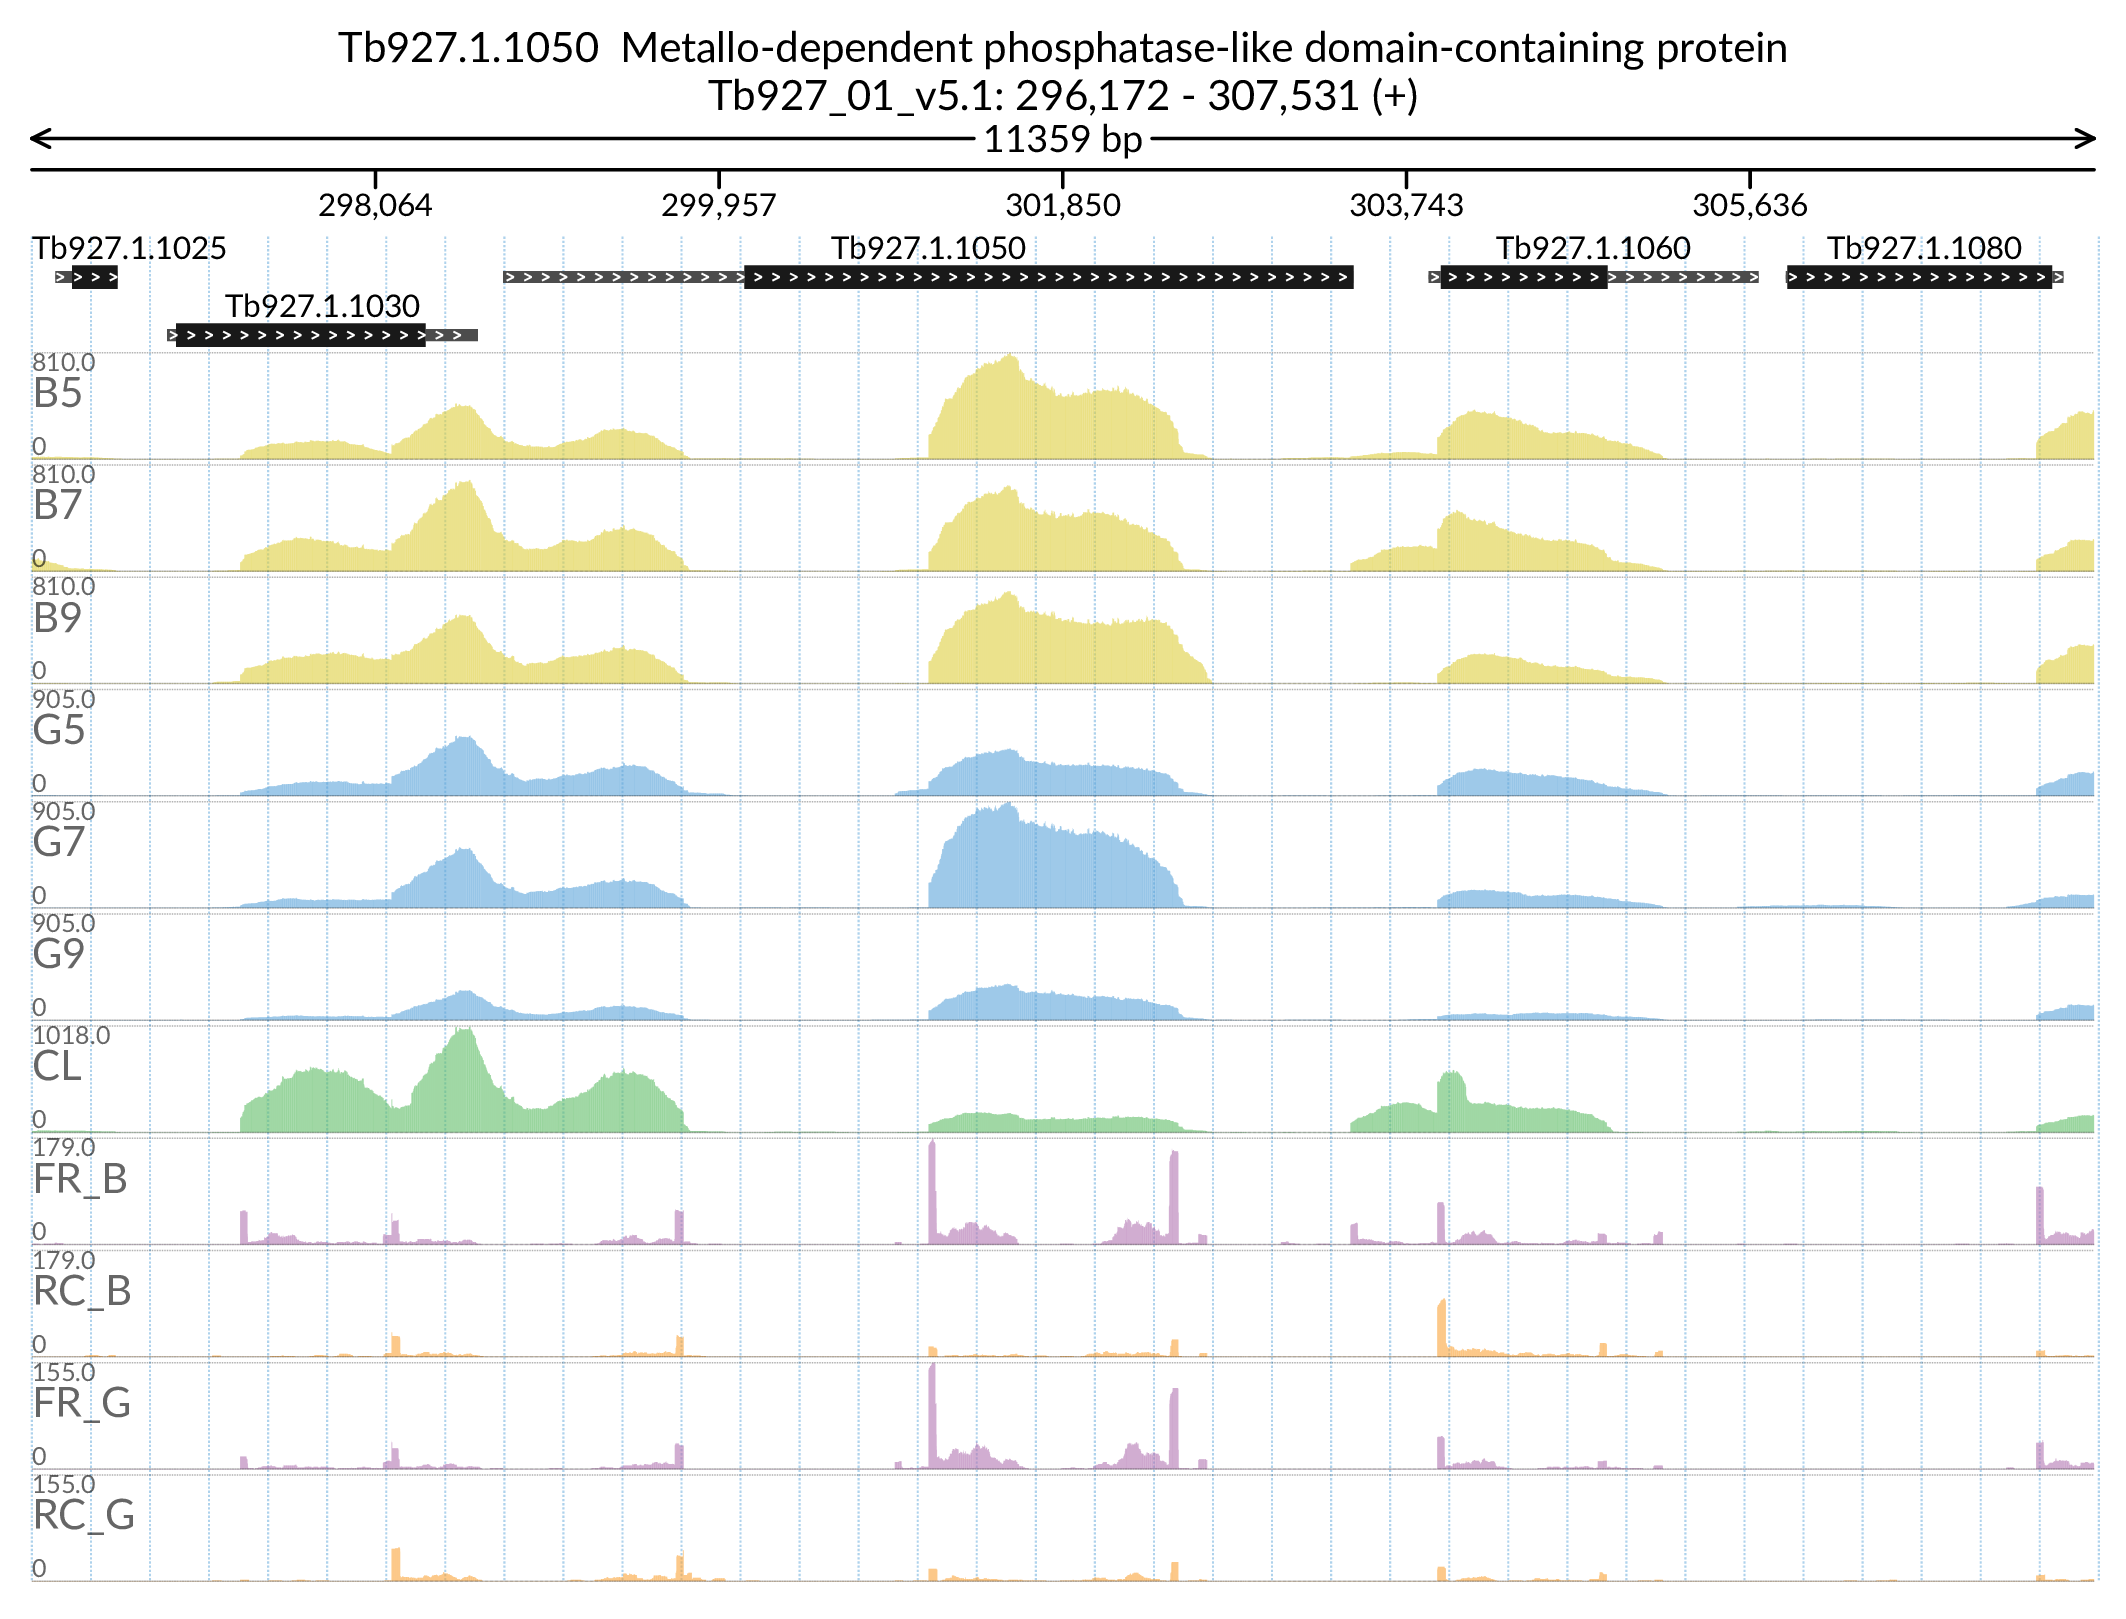 Tb927.1.1050  Metallo-dependent phosphatase-like domain-containing protein
Tb927_01_v5.1: 296,172 - 307,531 (+)
11359 bp
298,064 299,957 301,850 303,743 305,636
Tb927.1.1025 Tb927.1.1050 Tb927.1.1060 Tb927.1.1080
Tb927.1.1030
810.0
B5
0
810.0
B7
0
810.0
B9
0
905.0
G5
0
905.0
G7
0
905.0
G9
0
1018.0
CL
0
179.0
FR_B
0
179.0
RC_B
0
155.0
FR_G
0
155.0
RC_G
0